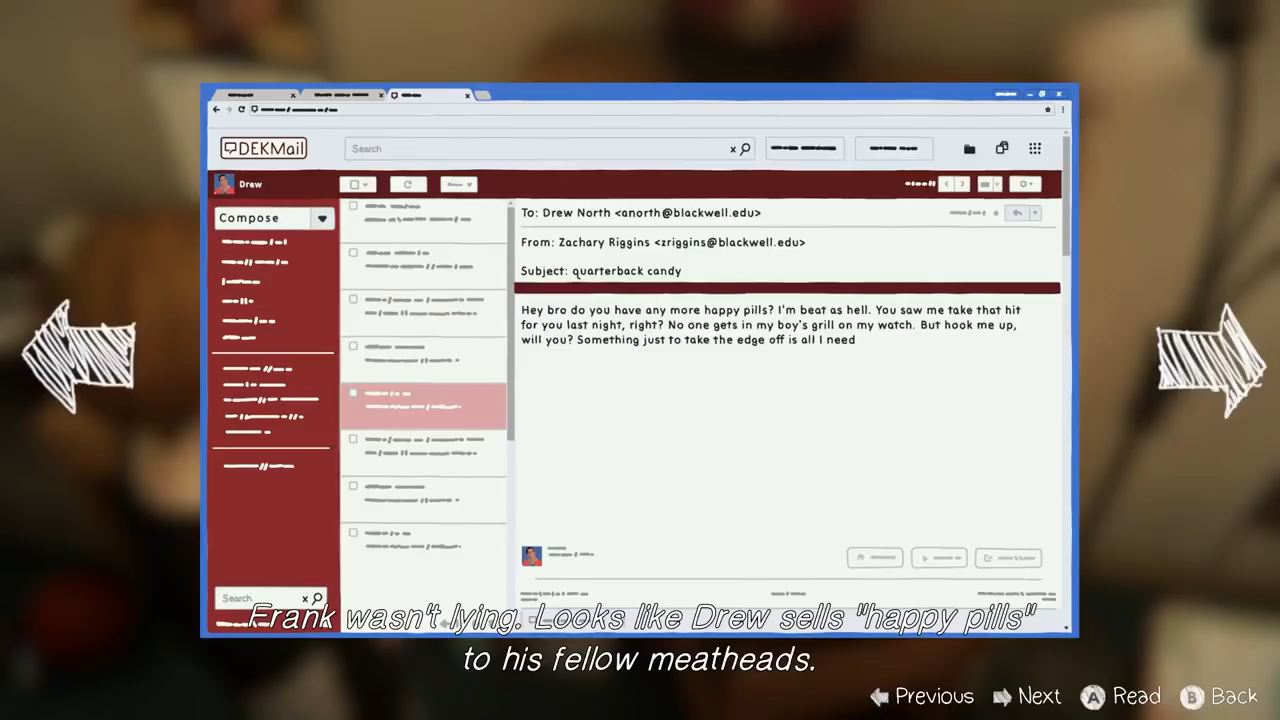 DEKMail
Search
Drew
Compose
To: Drew North <anorth@blackwell.edu>
From: Zachary Riggins <zriggins@blackwell.edu>
Subject: quarterback candy
Hey bro do you have any more happy pills? I'm beat as hell. You saw me take that hit
for you last night, right? No one gets in my boy's grill on my watch. But hook me up,
will you? Something just to take the edge off is all I need
Search
Frank wasn't lying. Looks like Drew sells "happy pills"
to his fellow meatheads.
Previous
Next
A Read
B Back